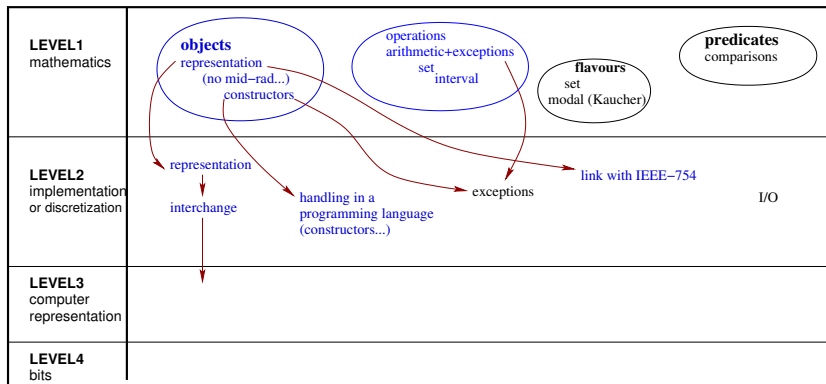 LEVEL1
mathematics
objects
representation
(no mid−rad...)
constructors
operations
arithmetic+exceptions
set
interval
flavours
set
modal (Kaucher)
predicates
comparisons
LEVEL2
implementation
or discretization
representation
interchange
handling in a
programming language
(constructors...)
exceptions
link with IEEE−754
I/O
LEVEL3
computer
representation
LEVEL4
bits